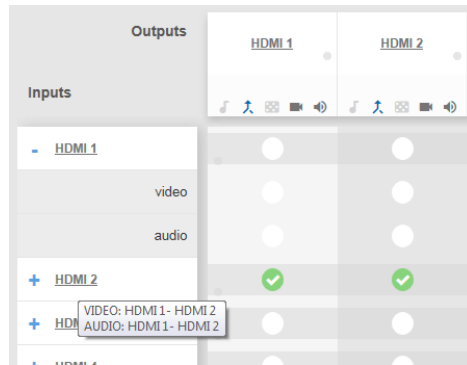 Outputs
HDMI 1
HDMI 2
Inputs
- HDMI 1
video
audio
+ HDMI 2
VIDEO: HDMI 1- HDMI 2
AUDIO: HDMI 1- HDMI 2
+
+